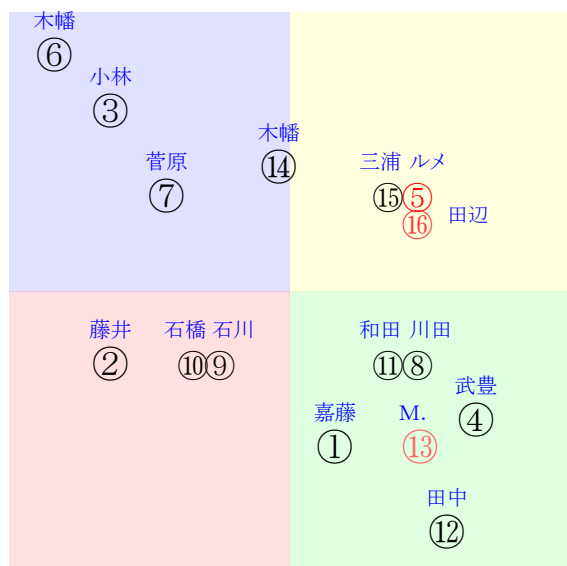 木幡
⑥
小林
③
木幡
⑭
菅原
⑦
三浦 ルメ
⑮⑤
⑯ 田辺
藤井
②
石橋 石川
⑩⑨
和田 川田
⑪⑧
武豊
④
嘉藤
①
M.
⑬
田中
⑫